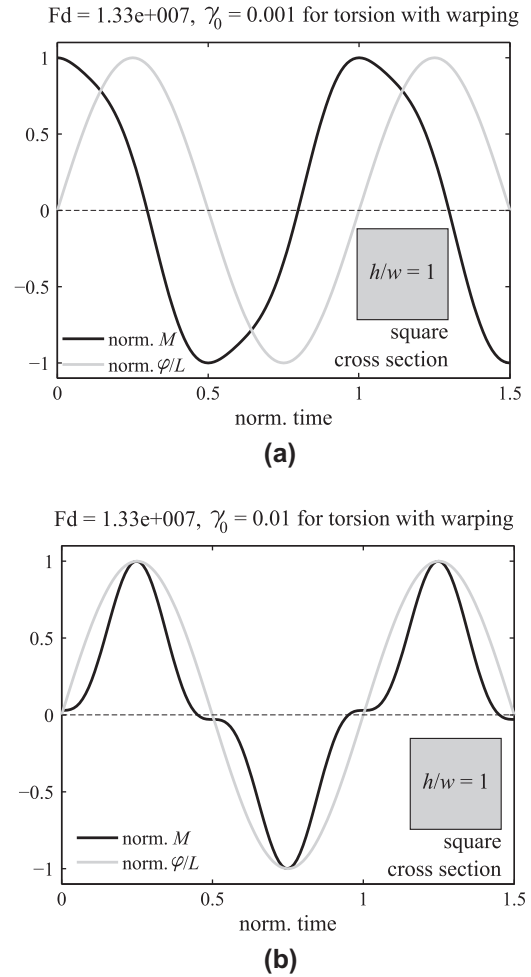 Fd = 1.33e+007, γ₀ = 0.001 for torsion with warping
1
0.5
0
−0.5
−1
h/w = 1
square
cross section
norm. M
norm. φ/L
0
0.5
1
1.5
norm. time
(a)
Fd = 1.33e+007, γ₀ = 0.01 for torsion with warping
1
0.5
0
−0.5
−1
h/w = 1
square
cross section
norm. M
norm. φ/L
0
0.5
1
1.5
norm. time
(b)